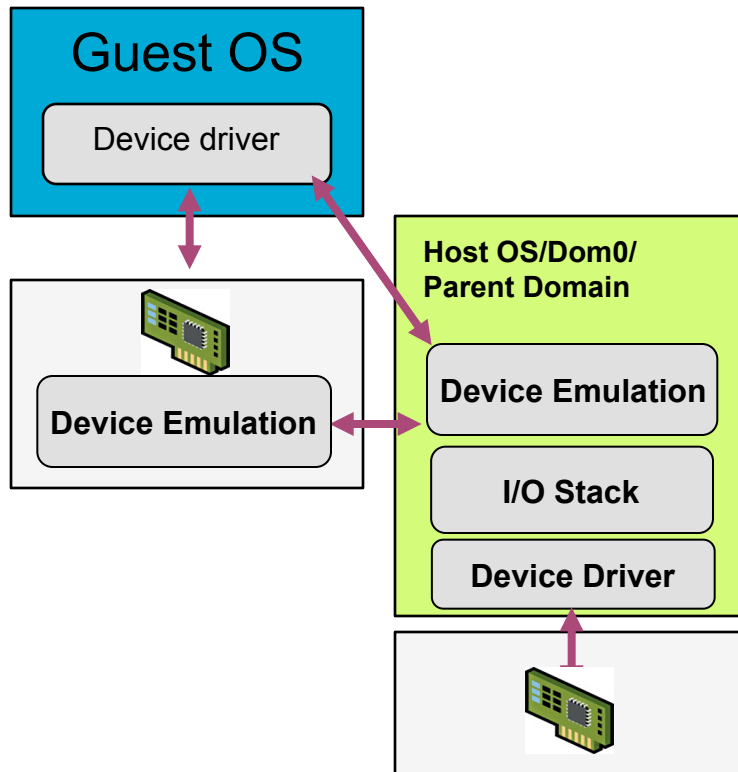 Guest OS
Device driver
Host OS/Dom0/
Parent Domain
Device Emulation
Device Emulation
I/O Stack
Device Driver